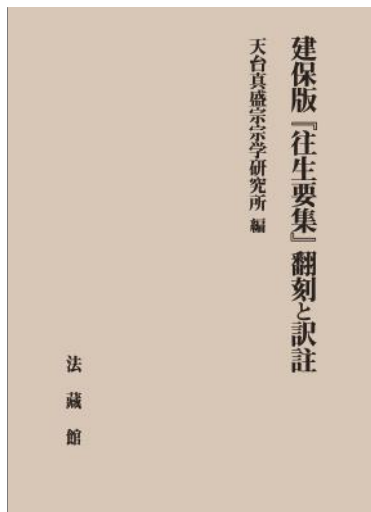 建保版『往生要集』翻刻と訳註
天台真盛宗宗学研究所 編
法藏館